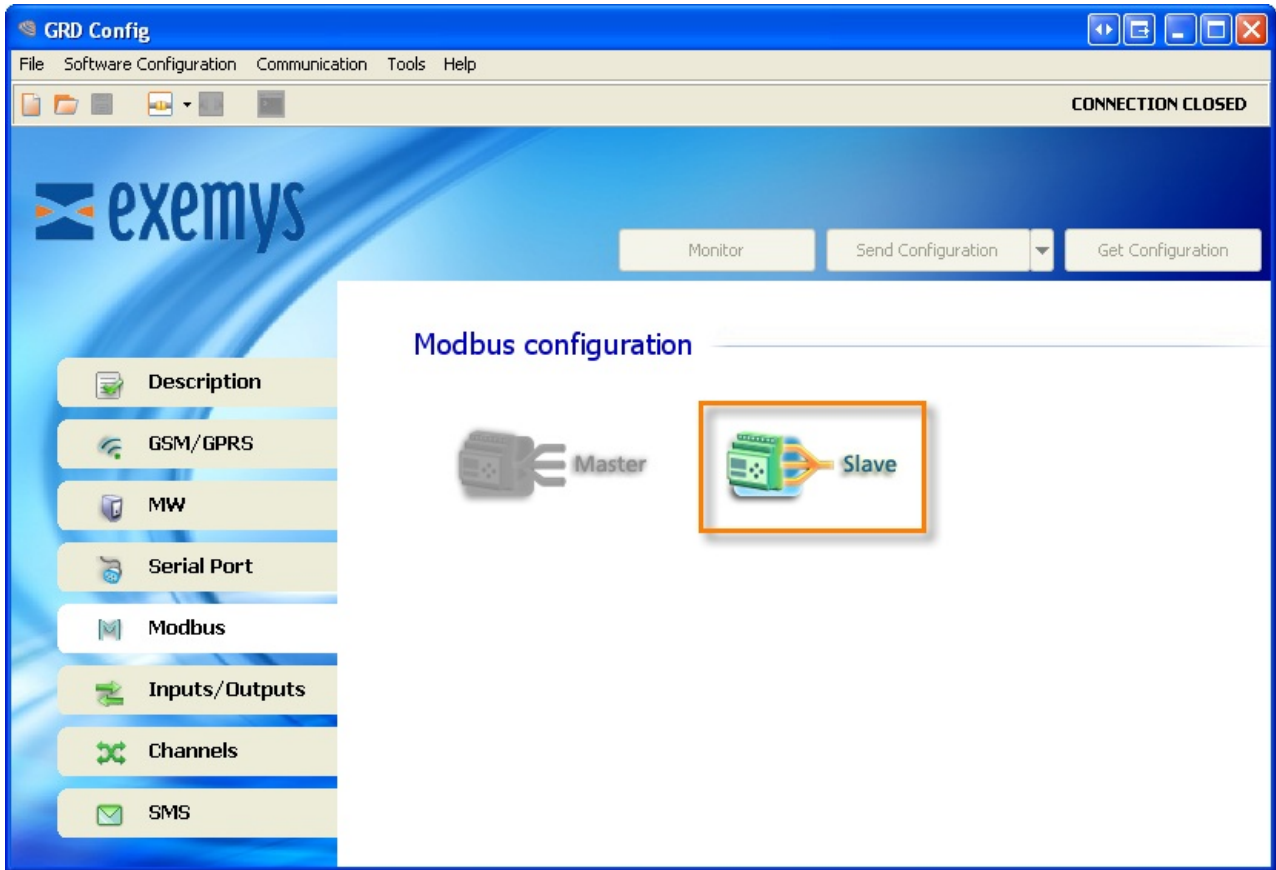 GRD Config
File Software Configuration Communication Tools Help
CONNECTION CLOSED
exemys
Monitor Send Configuration Get Configuration
Modbus configuration
Description
GSM/GPRS
Master Slave
MW
Serial Port
Modbus
Inputs/Outputs
Channels
SMS